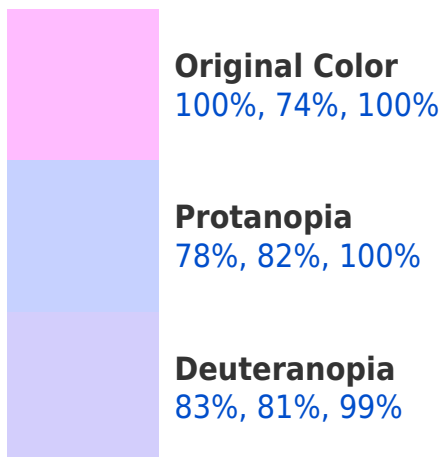 Original Color
100%, 74%, 100%
Protanopia
78%, 82%, 100%
Deuteranopia
83%, 81%, 99%